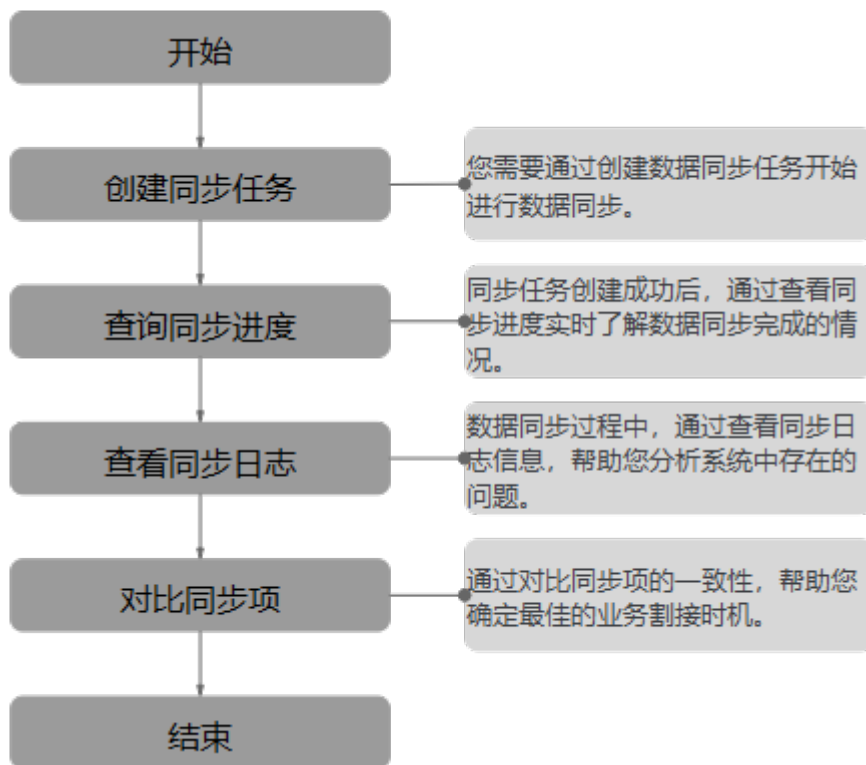 开始
创建同步任务
您需要通过创建数据同步任务开始
进行数据同步。
查询同步进度
同步任务创建成功后，通过查看同
步进度实时了解数据同步完成的情
况。
查看同步日志
数据同步过程中，通过查看同步日
志信息，帮助您分析系统中存在的
问题。
对比同步项
通过对比同步项的一致性，帮助您
确定最佳的业务割接时机。
结束